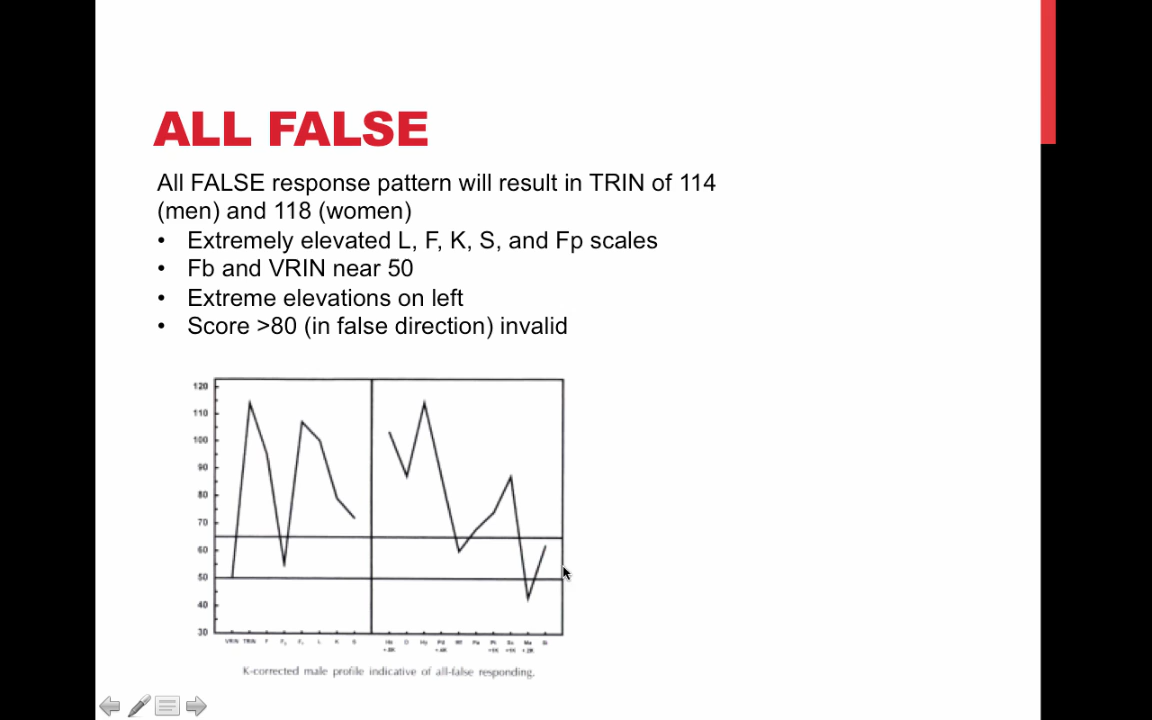 ALL FALSE
All FALSE response pattern will result in TRIN of 114
(men) and 118 (women)
• Extremely elevated L, F, K, S, and Fp scales
• Fb and VRIN near 50
• Extreme elevations on left
• Score >80 (in false direction) invalid
120
110
100
90
80
70
60
50
40
30
VRIN TRIN F F L K S Hs D Hy Pd Mf Pa Pt Sc Ma Si
K-corrected male profile indicative of all-false responding.